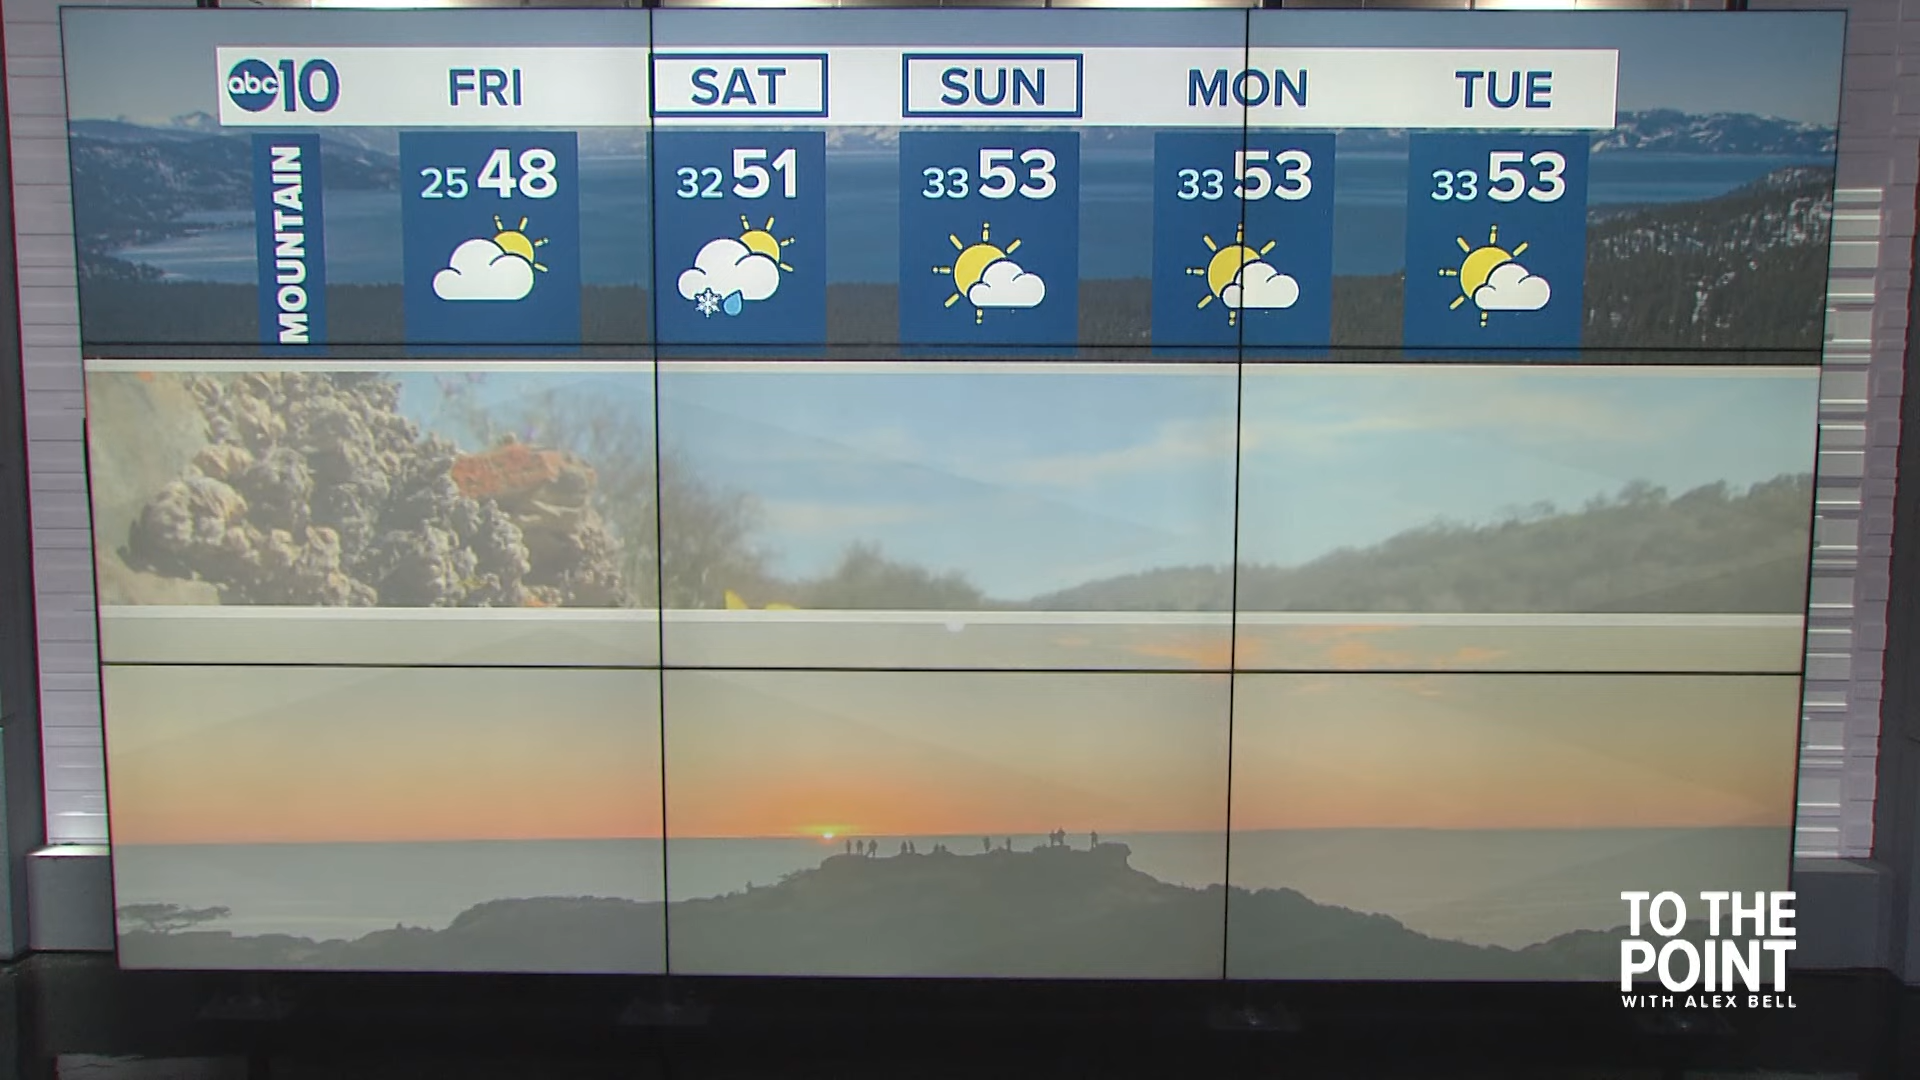 abc10 FRI SAT SUN MON TUE
MOUNTAIN
25 48 32 51 33 53 33 53 33 53
TO THE
POINT
WITH ALEX BELL